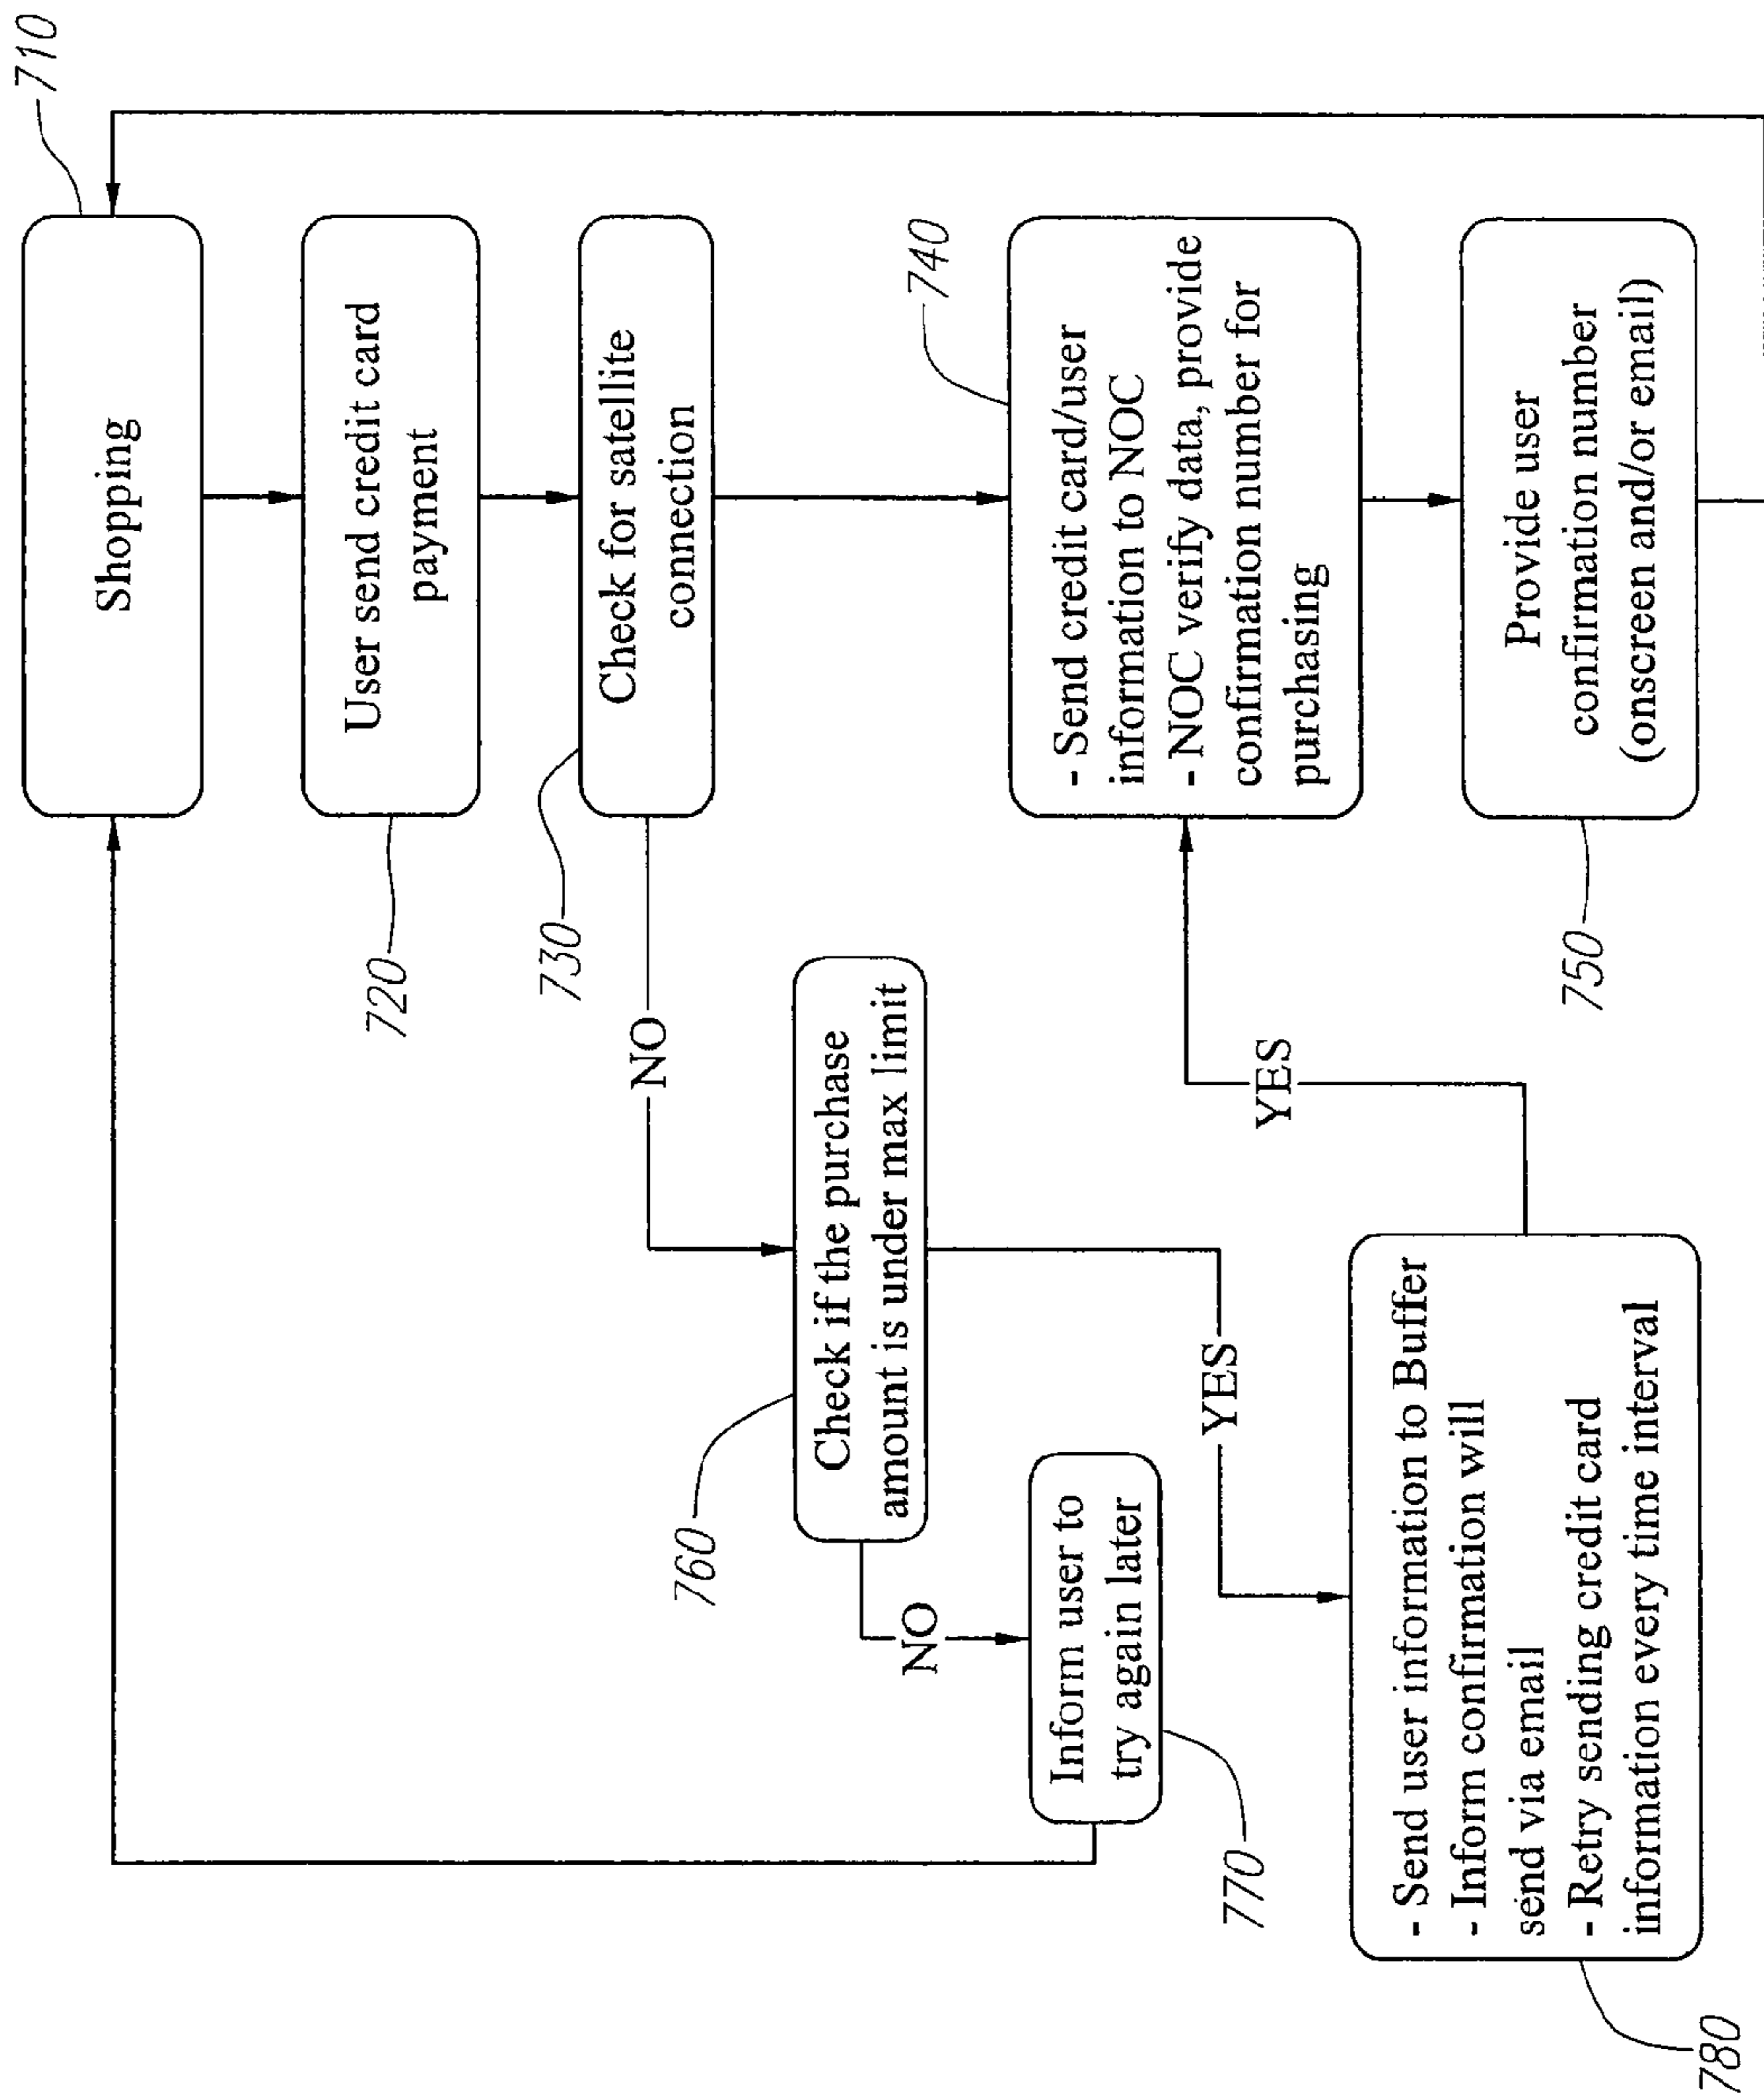 710
Shopping
User send credit card
payment
720
Check for satellite
connection
730
NO
- Send credit card/user
information to NOC
- NOC verify data, provide
confirmation number for
purchasing
740
Check if the purchase
amount is under max limit
760
NO
Inform user to
try again later
770
YES
YES
Provide user
confirmation number
(onscreen and/or email)
750
- Send user information to Buffer
- Inform confirmation will
send via email
- Retry sending credit card
information every time interval
780